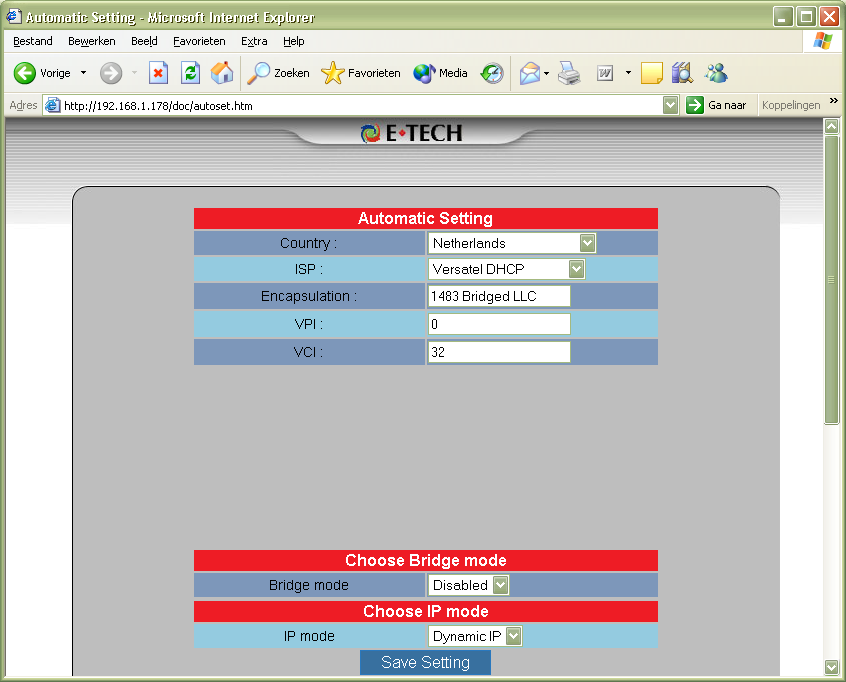 Automatic Setting - Microsoft Internet Explorer
Bestand Bewerken Beeld Favorieten Extra Help
Vorige Zoeken Favorieten Media W
Adres http://192.168.1.178/doc/autoset.htm Ga naar Koppelingen »
E•TECH
Automatic Setting
Country : Netherlands
ISP : Versatel DHCP
Encapsulation : 1483 Bridged LLC
VPI : 0
VCI : 32
Choose Bridge mode
Bridge mode Disabled
Choose IP mode
IP mode Dynamic IP
Save Setting